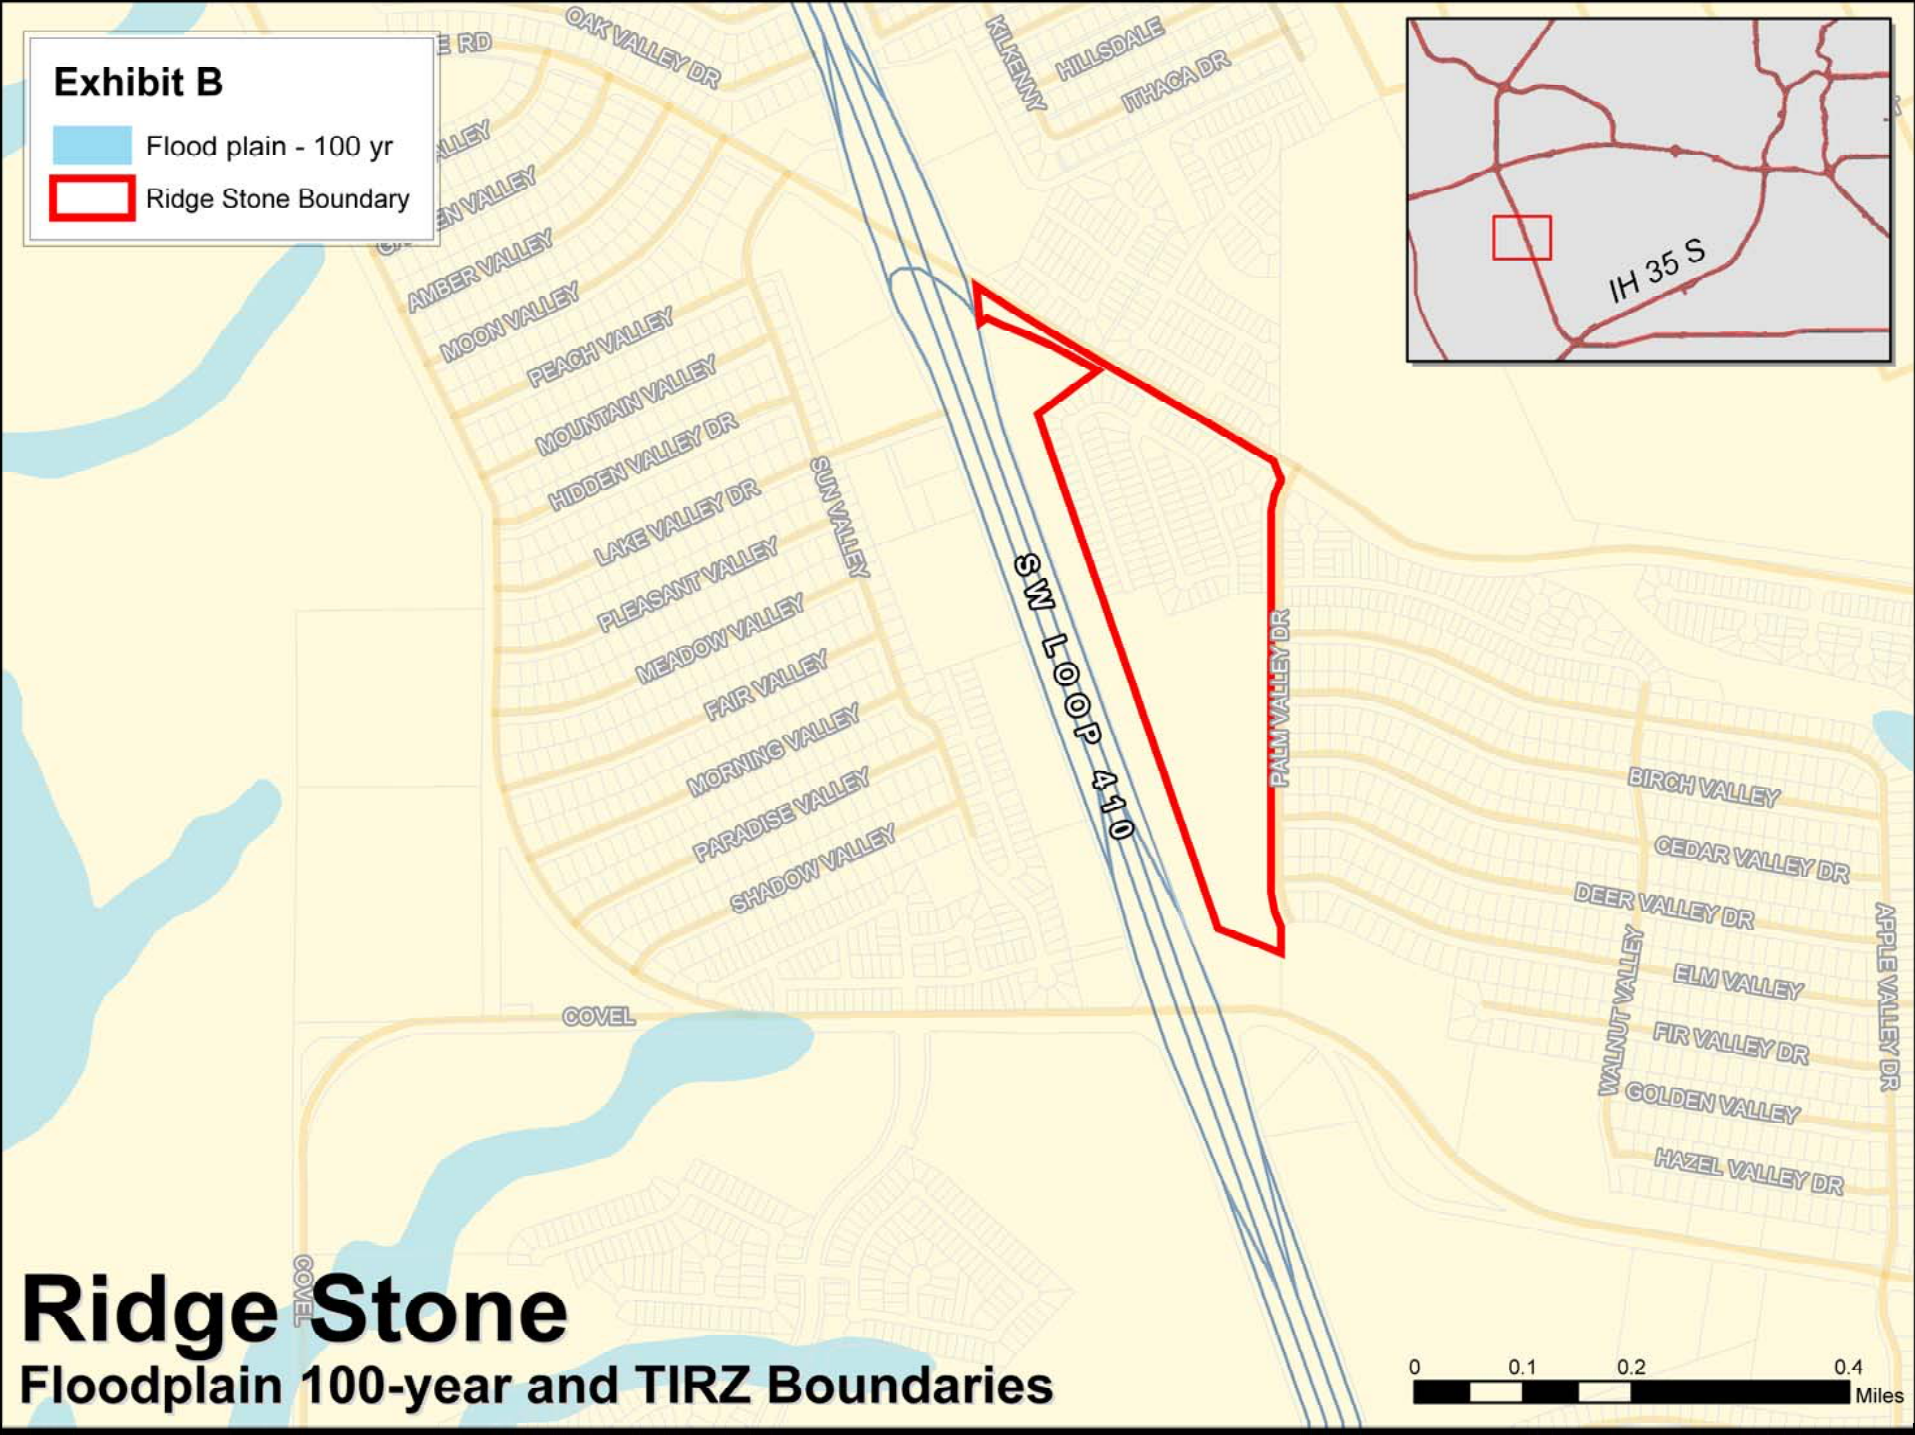 Exhibit B
Flood plain - 100 yr
Ridge Stone Boundary
E RD
OAK VALLEY DR
KILKENNY
HILLSDALE
ITHACA DR
IH 35 S
ALLEY
EN VALLEY
AMBER VALLEY
MOON VALLEY
PEACH VALLEY
MOUNTAIN VALLEY
HIDDEN VALLEY DR
LAKE VALLEY DR
SUN VALLEY
PLEASANT VALLEY
MEADOW VALLEY
FAIR VALLEY
MORNING VALLEY
PARADISE VALLEY
SHADOW VALLEY
SW LOOP 410
PALM VALLEY DR
BIRCH VALLEY
CEDAR VALLEY DR
DEER VALLEY DR
ELM VALLEY
WALNUT VALLEY
APPLE VALLEY DR
FIR VALLEY DR
GOLDEN VALLEY
HAZEL VALLEY DR
COVEL
COVEL
Ridge Stone
Floodplain 100-year and TIRZ Boundaries
0 0.1 0.2 0.4
Miles